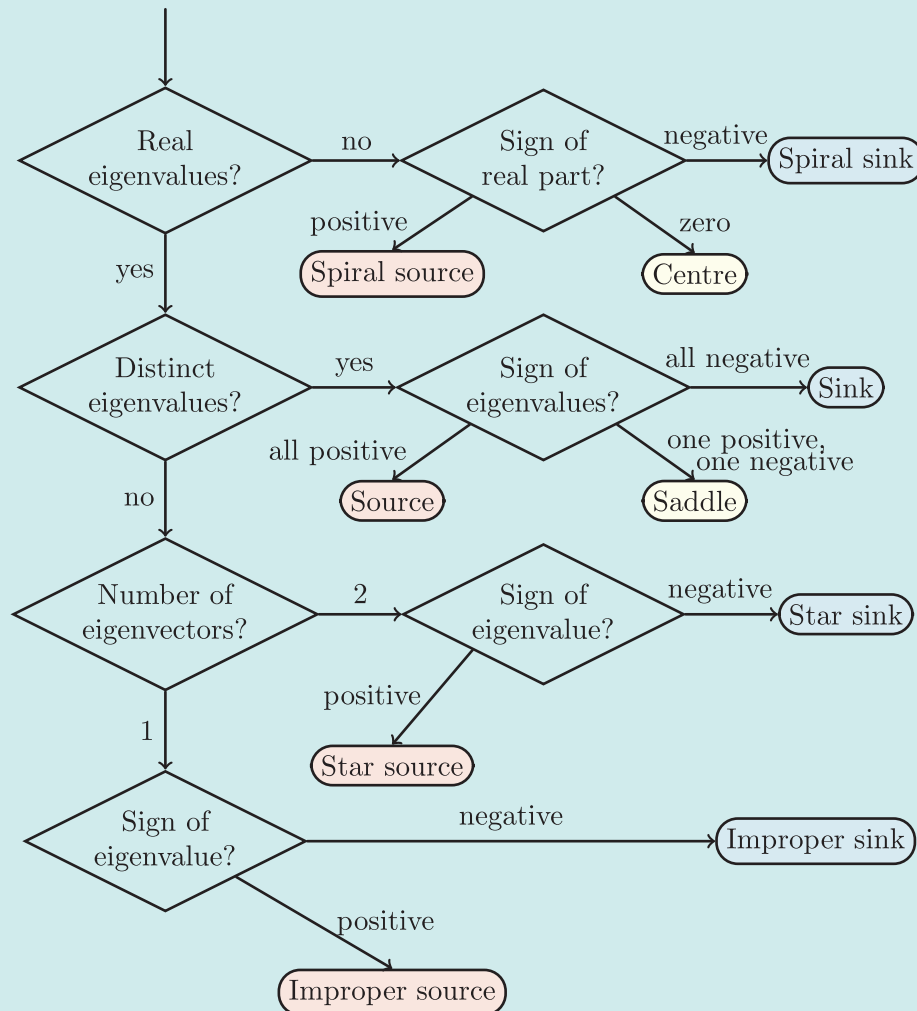 Real
eigenvalues?
no
Sign of
real part?
negative
Spiral sink
positive
Spiral source
zero
Centre
yes
Distinct
eigenvalues?
yes
Sign of
eigenvalues?
all negative
Sink
all positive
Source
one positive,
one negative
Saddle
no
Number of
eigenvectors?
2
Sign of
eigenvalue?
negative
Star sink
positive
Star source
1
Sign of
eigenvalue?
negative
Improper sink
positive
Improper source